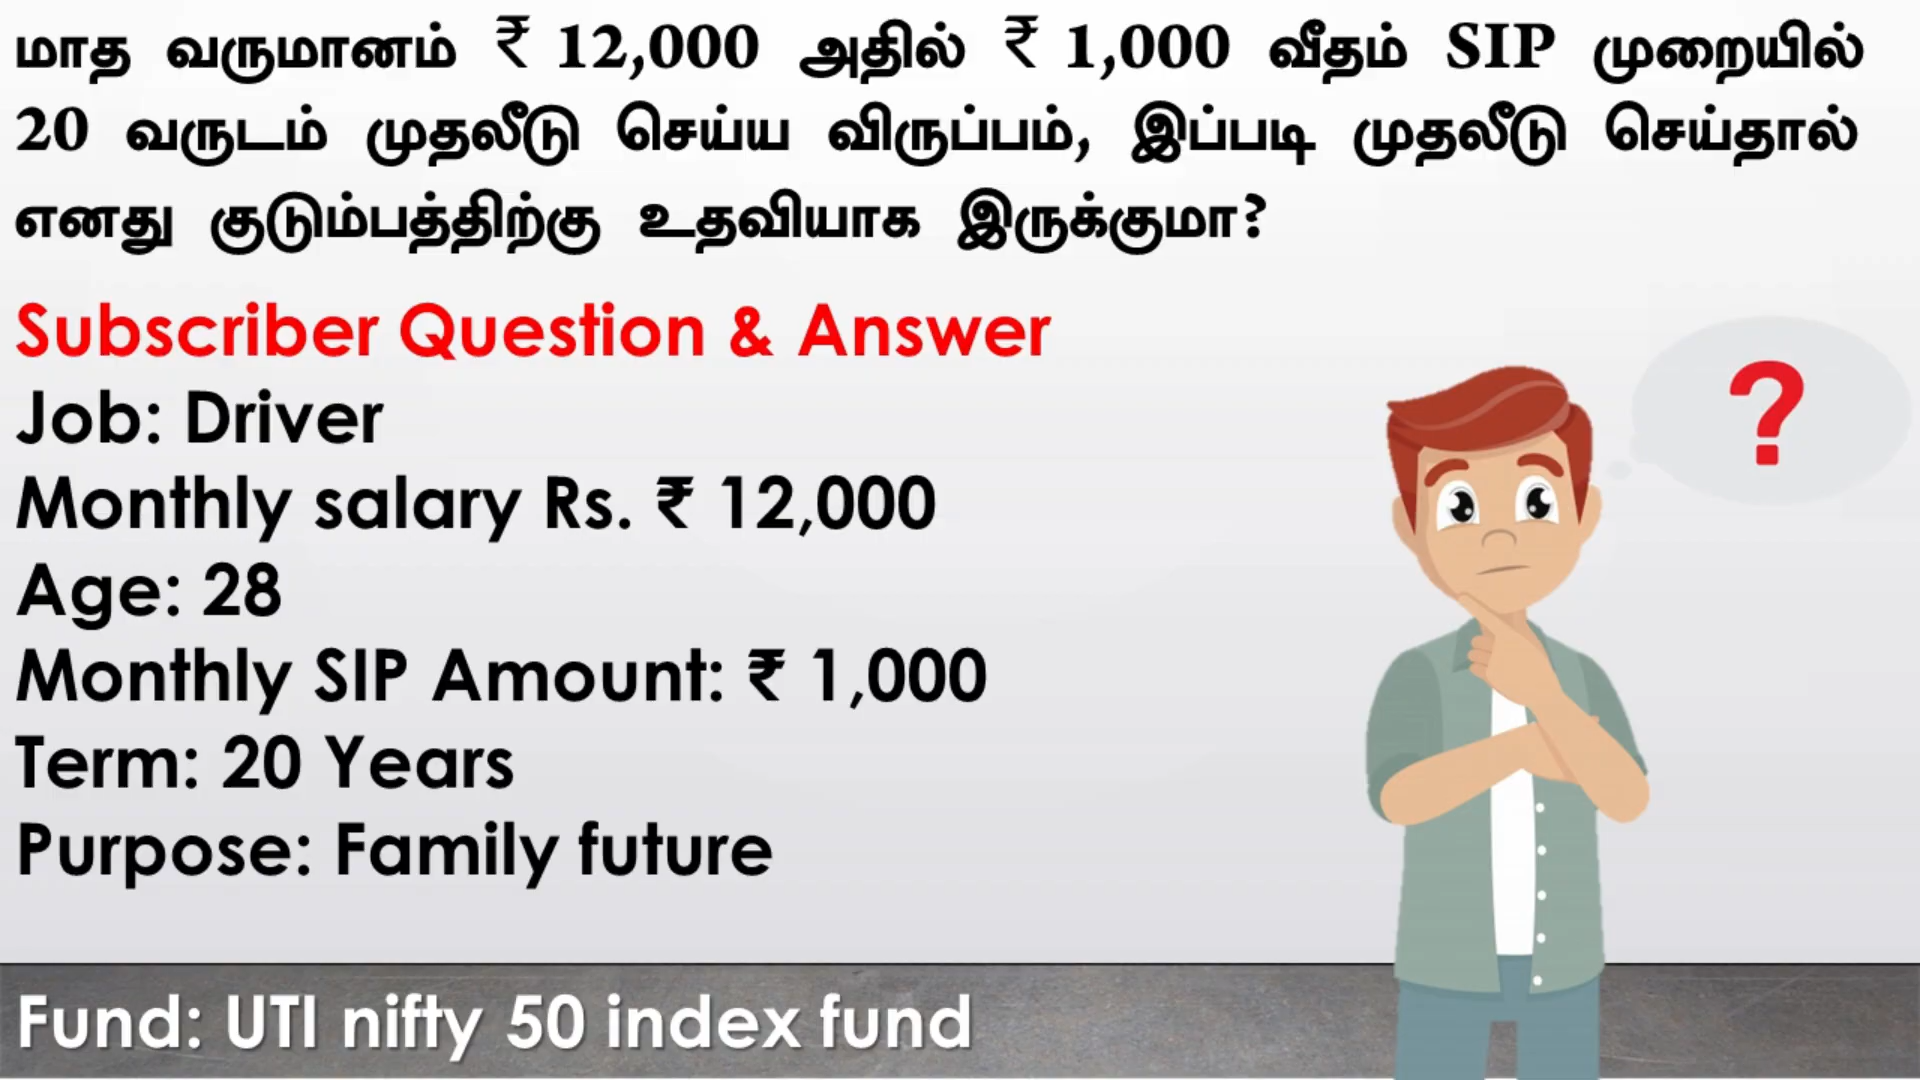 மாத வருமானம் ₹ 12,000 அதில் ₹ 1,000 வீதம் SIP முறையில்
20 வருடம் முதலீடு செய்ய விருப்பம், இப்படி முதலீடு செய்தால்
எனது குடும்பத்திற்கு உதவியாக இருக்குமா?
Subscriber Question & Answer
Job: Driver
Monthly salary Rs. ₹ 12,000
Age: 28
Monthly SIP Amount: ₹ 1,000
Term: 20 Years
Purpose: Family future
Fund: UTI nifty 50 index fund
?